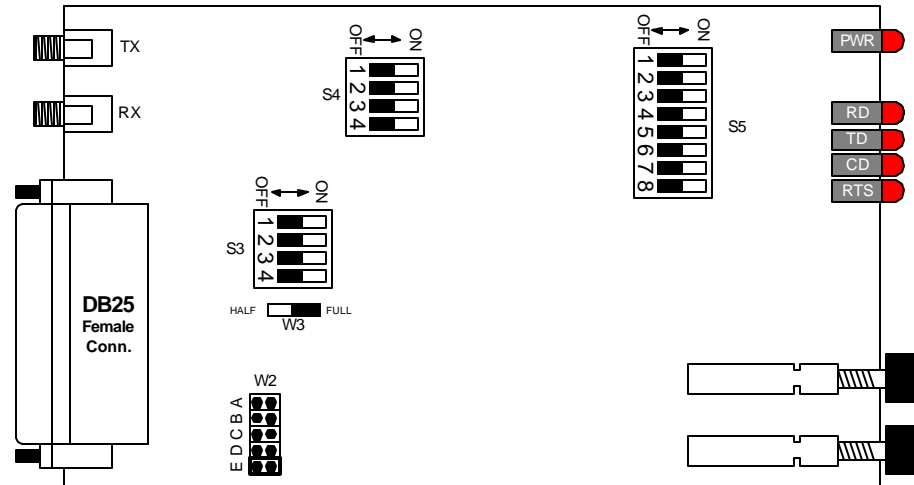 TX
RX
OFF ON
S4
1
2
3
4
OFF ON
S5
1
2
3
4
5
6
7
8
PWR
RD
TD
CD
RTS
OFF ON
S3
1
2
3
4
HALF FULL
W3
DB25
Female
Conn.
W2
A
B
C
D
E